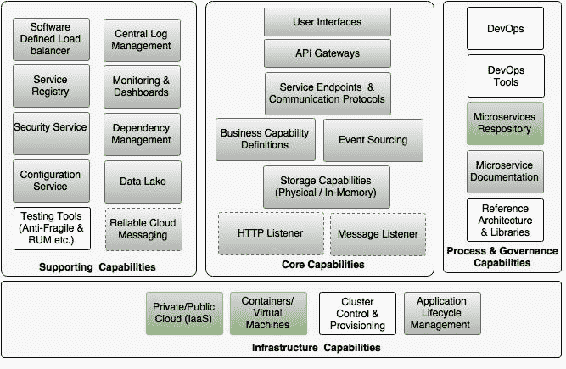 Software
Defined Load
balancer
Central Log
Management
Service
Registry
Monitoring &
Dashboards
Security Service
Dependency
Management
Configuration
Service
Data Lake
Testing Tools
(Anti-Fragile &
RUM etc.)
Reliable Cloud
Messaging
Supporting Capabilities
User Interfaces
API Gateways
Service Endpoints &
Communication Protocols
Business Capability
Definitions
Event Sourcing
Storage Capabilities
(Physical / In-Memory)
HTTP Listener
Message Listener
Core Capabilities
DevOps
DevOps
Tools
Microservices
Respository
Microservice
Documentation
Reference
Architecture
& Libraries
Process & Governance
Capabilities
Private/Public
Cloud (IaaS)
Containers/
Virtual
Machines
Cluster
Control &
Provisioning
Application
Lifecycle
Management
Infrastructure Capabilities